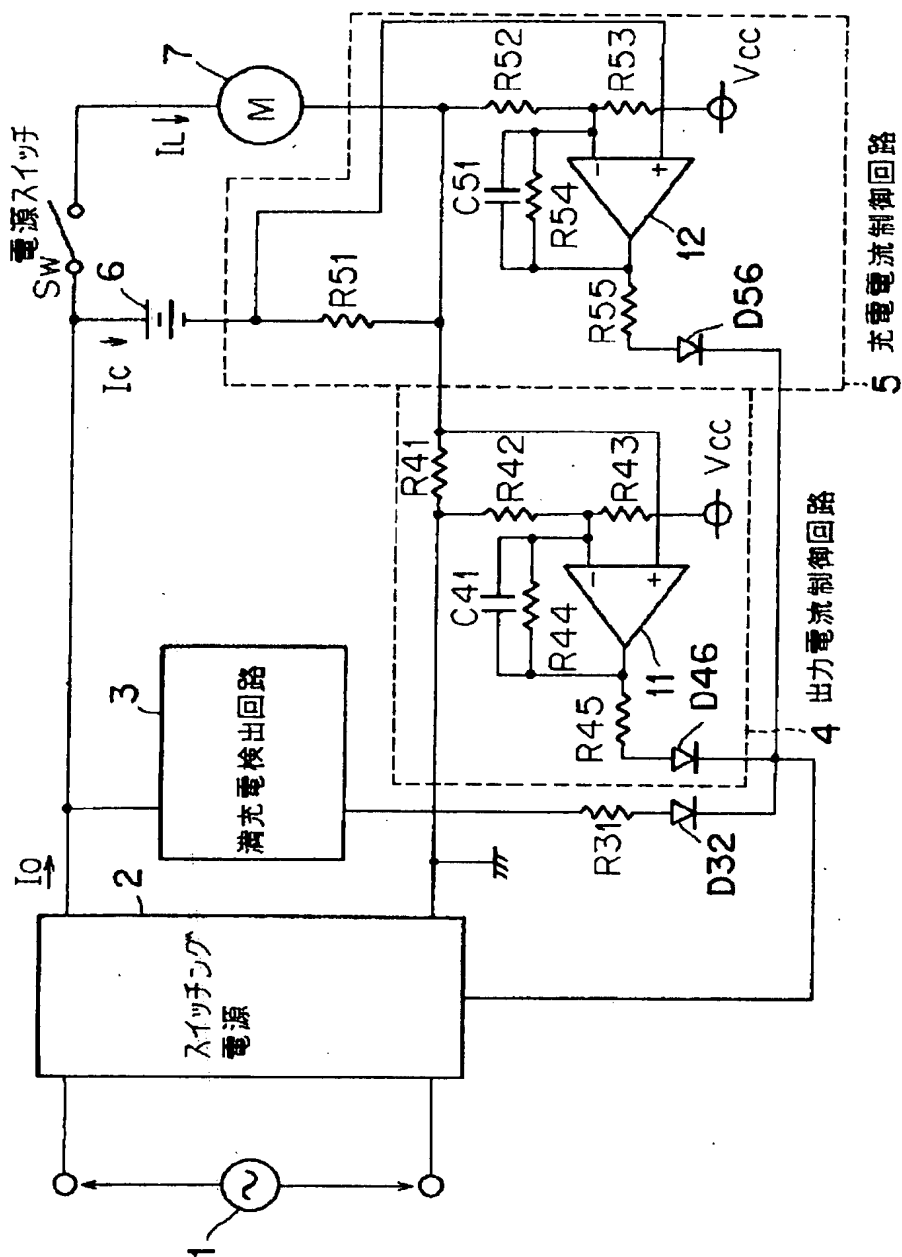 電源スイッチ
SW
6
IC
IL
7
M
R51
R52
R53
VCC
C51
R54
-
+
12
R55
D56
5 充電電流制御回路
R41
R42
R43
VCC
C41
R44
-
+
11
R45
D46
4 出力電流制御回路
3
満充電検出回路
R31
D32
IO
2
スイッチング
電源
1